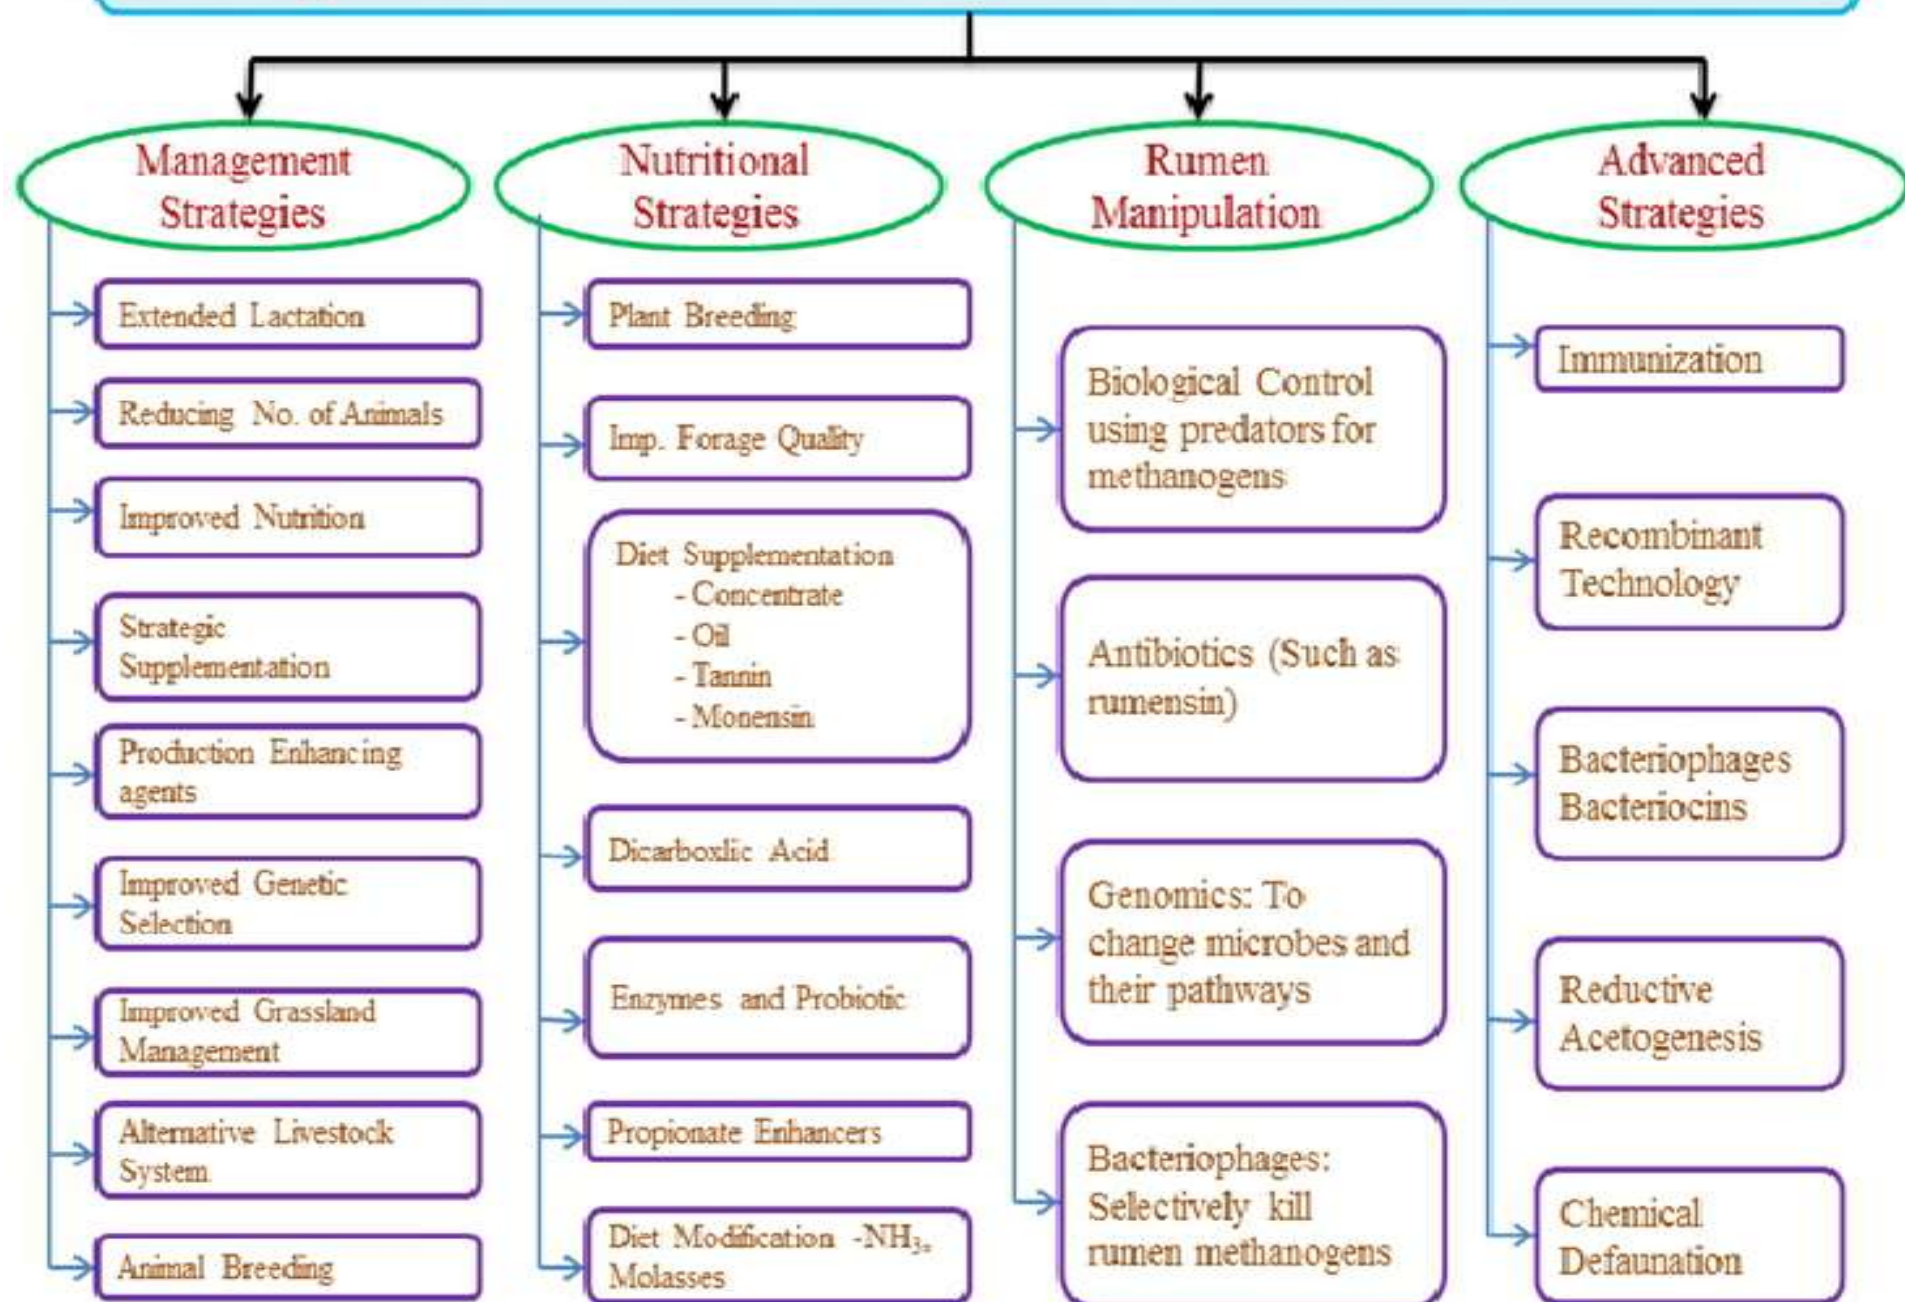 Management
Strategies
Extended Lactation
Reducing No. of Animals
Improved Nutrition
Strategic
Supplementation
Production Enhancing
agents
Improved Genetic
Selection
Improved Grassland
Management
Alternative Livestock
System
Animal Breeding
Nutritional
Strategies
Plant Breeding
Imp. Forage Quality
Diet Supplementation
- Concentrate
- Oil
- Tannin
- Monensin
Dicarboxlic Acid
Enzymes and Probiotic
Propionate Enhancers
Diet Modification -NH₃,
Molasses
Rumen
Manipulation
Biological Control
using predators for
methanogens
Antibiotics (Such as
rumensin)
Genomics: To
change microbes and
their pathways
Bacteriophages:
Selectively kill
rumen methanogens
Advanced
Strategies
Immunization
Recombinant
Technology
Bacteriophages
Bacteriocins
Reductive
Acetogenesis
Chemical
Defaunation